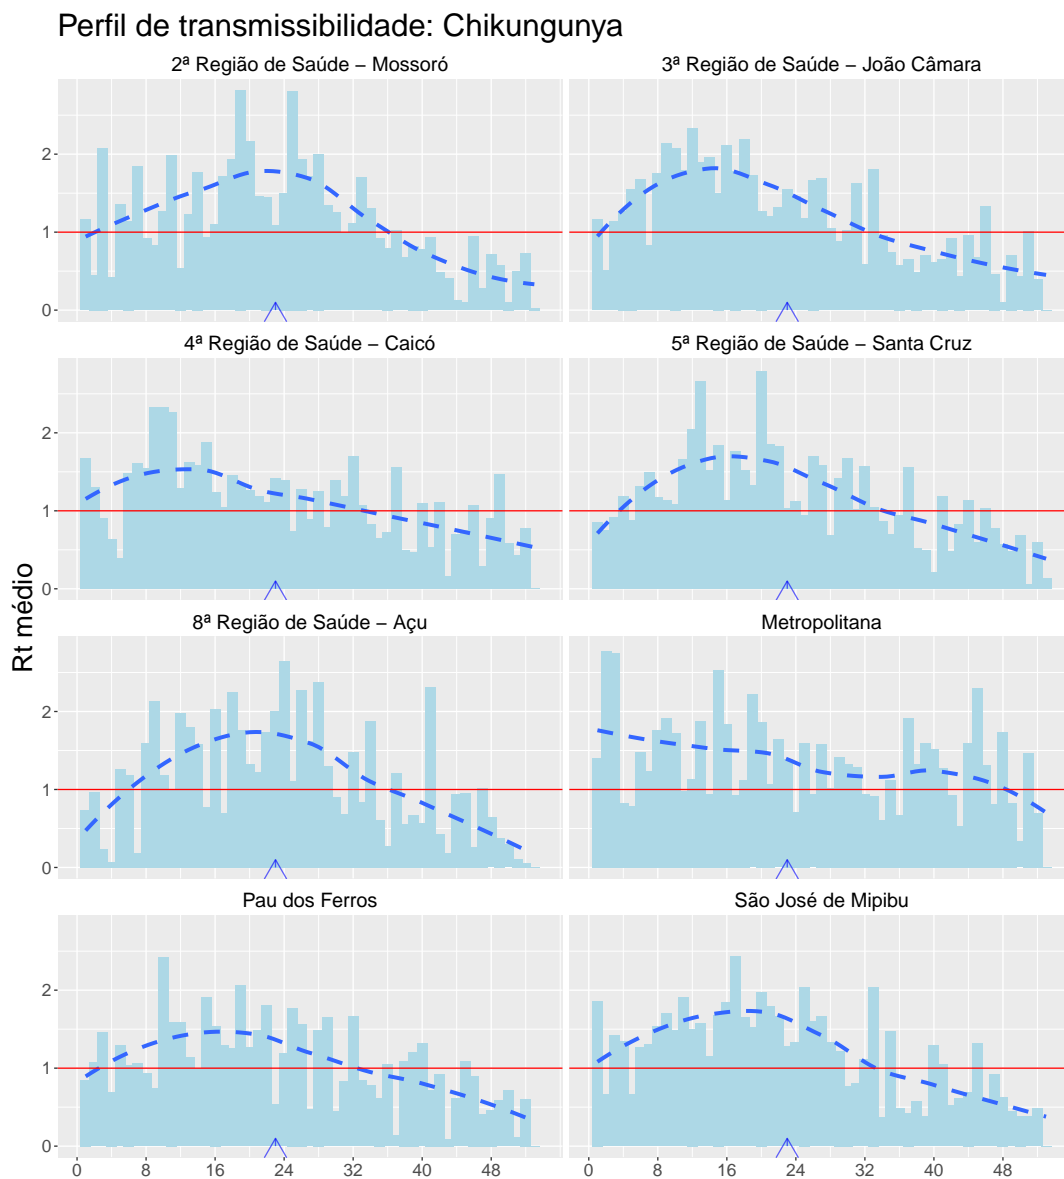 Perfil de transmissibilidade: Chikungunya
2ª Região de Saúde – Mossoró
3ª Região de Saúde – João Câmara
2
1
0
4ª Região de Saúde – Caicó
5ª Região de Saúde – Santa Cruz
2
1
0
Rt médio
8ª Região de Saúde – Açu
Metropolitana
2
1
0
Pau dos Ferros
São José de Mipibu
2
1
0
0 8 16 24 32 40 48
0 8 16 24 32 40 48